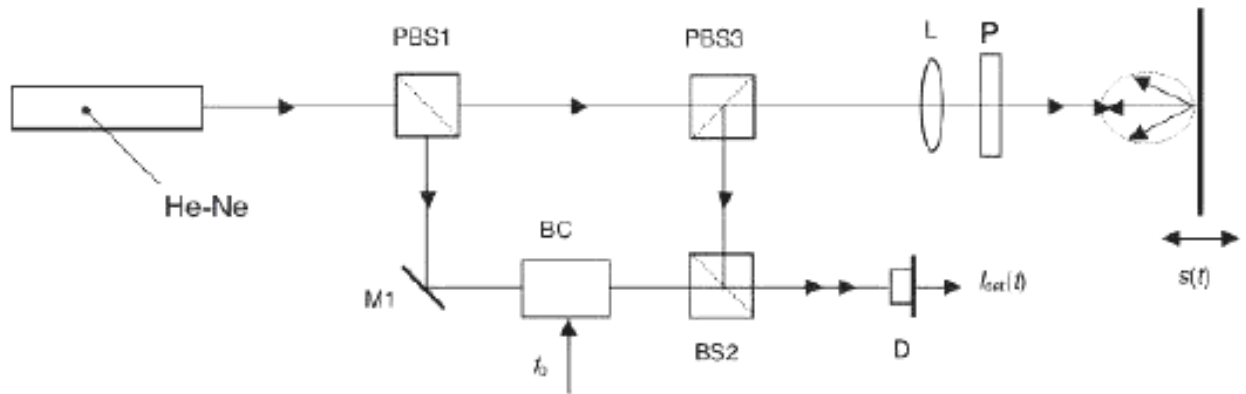 PBS1
PBS3
L
P
He-Ne
BC
M1
BS2
D
s(t)